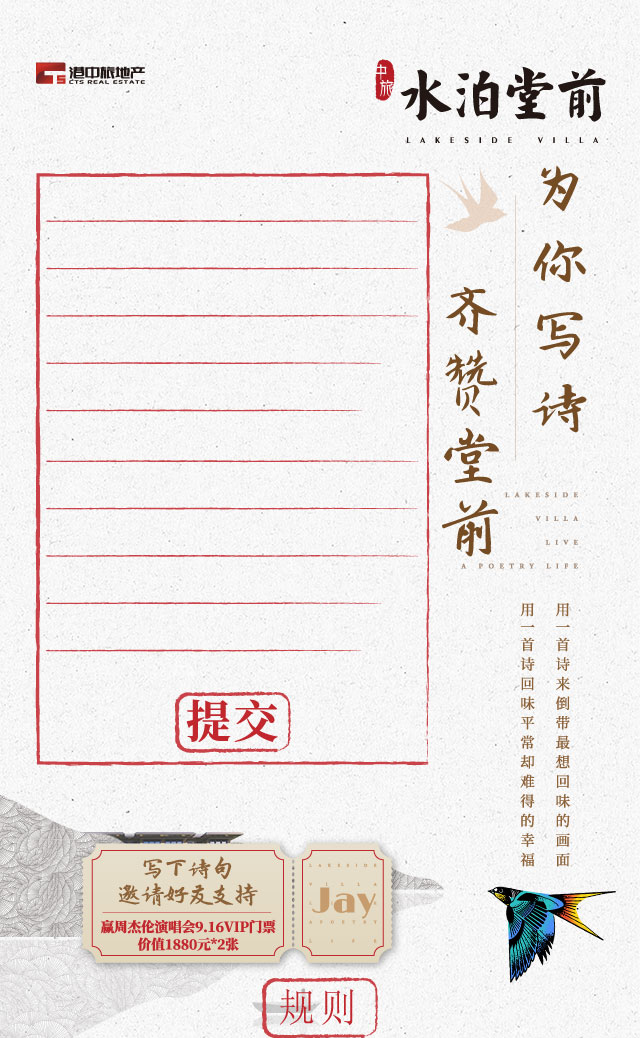 港中旅地产
CTS REAL ESTATE
中旅
水泊堂前
LAKESIDE VILLA
为你写诗
齐赞堂前
LAKESIDE
VILLA
LIVE
A POETRY LIFE
用一首诗来倒带最想回味的画面
用一首诗回味平常却难得的幸福
提交
写下诗句
邀请好友支持
赢周杰伦演唱会9.16VIP门票
价值1880元*2张
LAKESIDE
VILLA
Jay
APOETRY
LIFE
规则